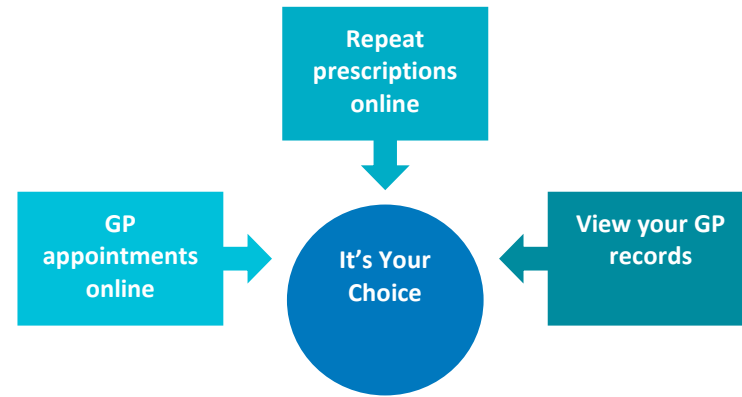 Repeat
prescriptions
online
GP
appointments
online
It's Your
Choice
View your GP
records